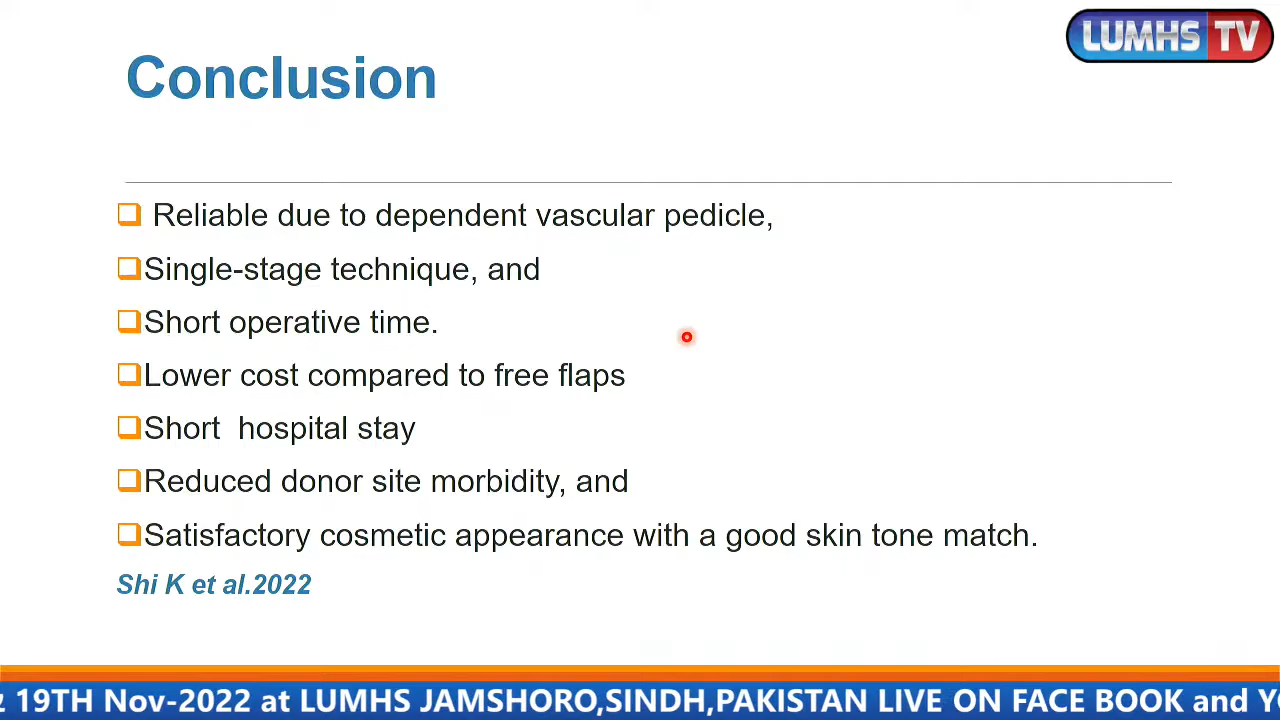 LUMHS TV
Conclusion
Reliable due to dependent vascular pedicle,
Single-stage technique, and
Short operative time.
Lower cost compared to free flaps
Short hospital stay
Reduced donor site morbidity, and
Satisfactory cosmetic appearance with a good skin tone match.
Shi K et al.2022
19TH Nov-2022 at LUMHS JAMSHORO,SINDH,PAKISTAN LIVE ON FACE BOOK and